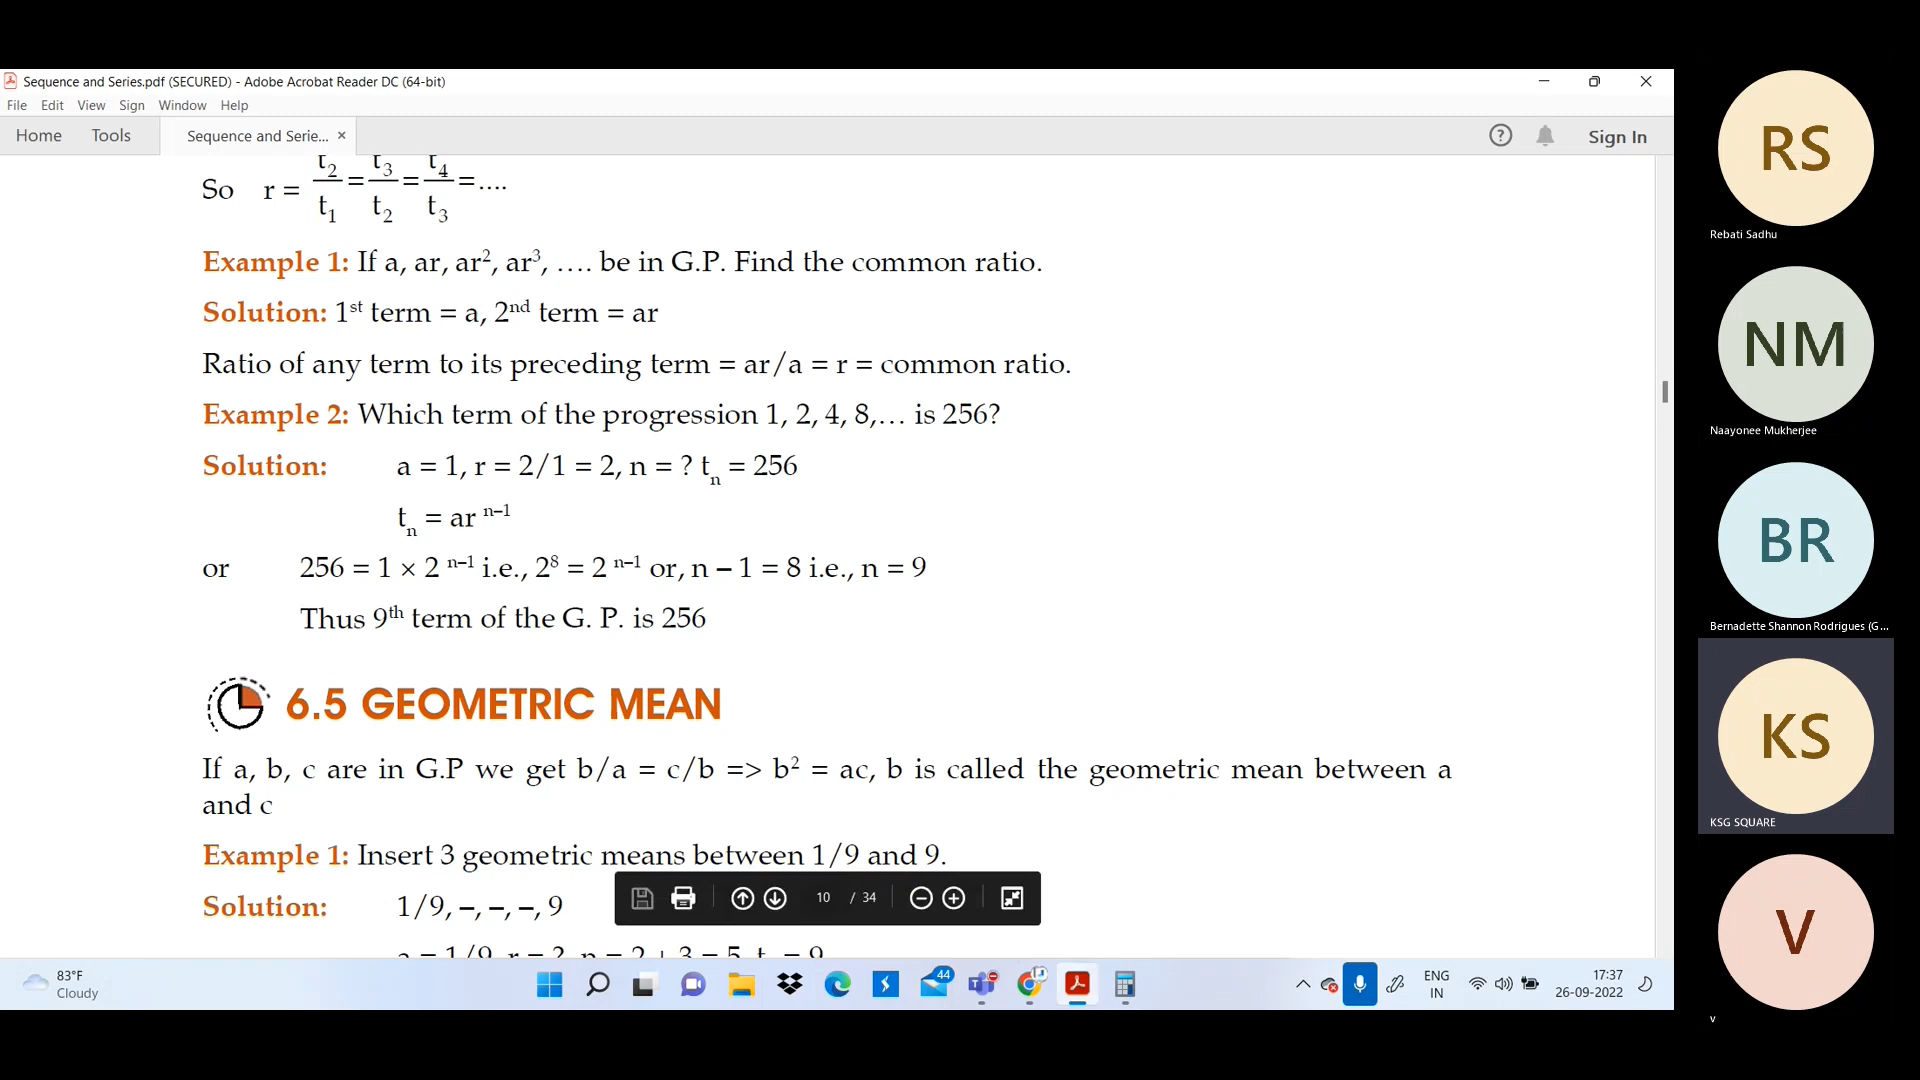 Sequence and Series.pdf (SECURED) - Adobe Acrobat Reader DC (64-bit)
File Edit View Sign Window Help
Home Tools Sequence and Serie... × Sign In
So r = t₂/t₁ = t₃/t₂ = t₄/t₃ = ....
Example 1: If a, ar, ar², ar³, …. be in G.P. Find the common ratio.
Solution: 1ˢᵗ term = a, 2ⁿᵈ term = ar
Ratio of any term to its preceding term = ar/a = r = common ratio.
Example 2: Which term of the progression 1, 2, 4, 8,… is 256?
Solution: a = 1, r = 2/1 = 2, n = ? tₙ = 256
tₙ = ar ⁿ⁻¹
or 256 = 1 × 2 ⁿ⁻¹ i.e., 2⁸ = 2 ⁿ⁻¹ or, n – 1 = 8 i.e., n = 9
Thus 9ᵗʰ term of the G. P. is 256
6.5 GEOMETRIC MEAN
If a, b, c are in G.P we get b/a = c/b => b² = ac, b is called the geometric mean between a
and c
Example 1: Insert 3 geometric means between 1/9 and 9.
Solution: 1/9, –, –, –, 9
a = 1/9, r = ?, n = 2 + 3 = 5, t = 9
10 / 34
83°F
Cloudy
44
ENG
IN
17:37
26-09-2022
RS
Rebati Sadhu
NM
Naayonee Mukherjee
BR
Bernadette Shannon Rodrigues (G...
KS
KSG SQUARE
V
v